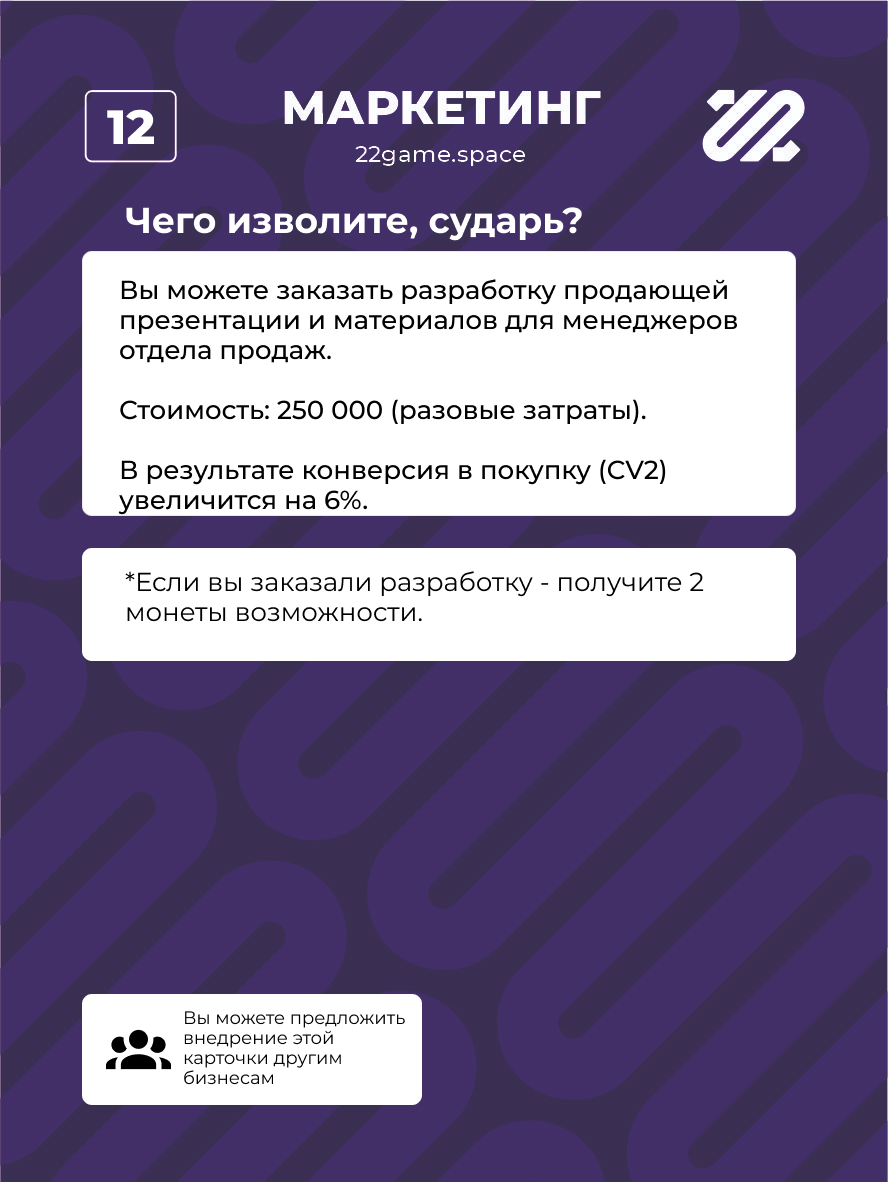 12
МАРКЕТИНГ
22game.space
Чего изволите, сударь?
Вы можете заказать разработку продающей
презентации и материалов для менеджеров
отдела продаж.
Стоимость: 250 000 (разовые затраты).
В результате конверсия в покупку (CV2)
увеличится на 6%.
*Если вы заказали разработку - получите 2
монеты возможности.
Вы можете предложить
внедрение этой
карточки другим
бизнесам